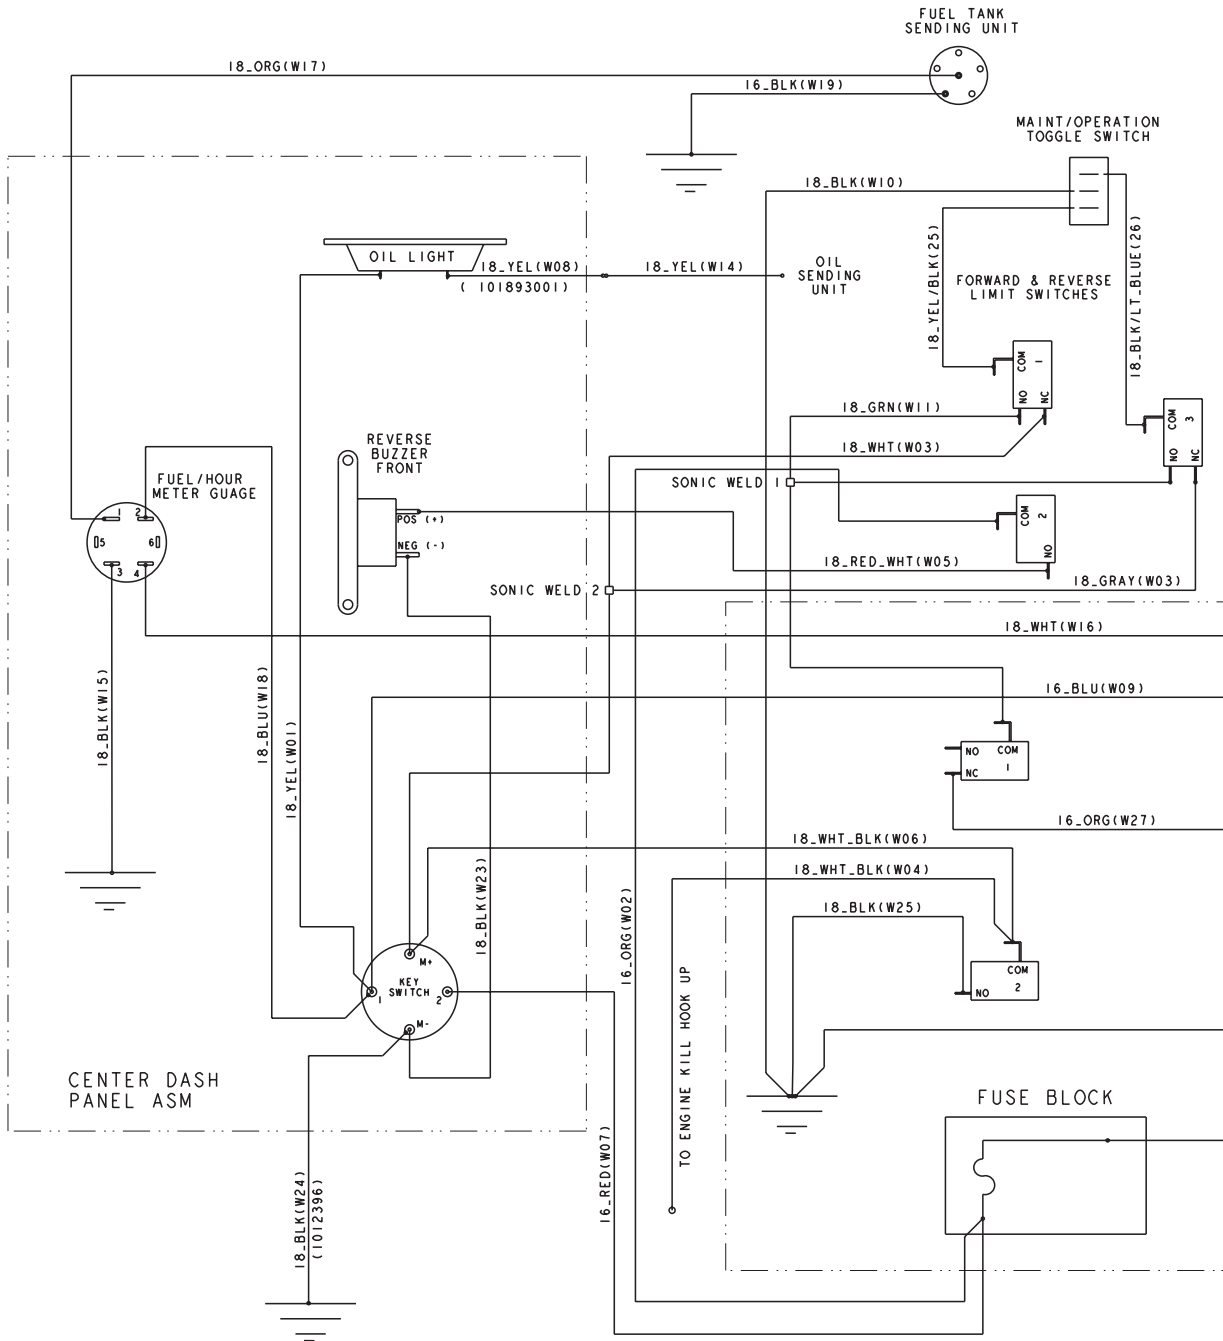 FUEL TANK
SENDING UNIT
18_ORG(W17)
16_BLK(W19)
MAINT/OPERATION
TOGGLE SWITCH
18_BLK(W10)
18_YEL/BLK(25)
18_BLK/LT_BLUE(26)
OIL LIGHT
18_YEL(W08)
( 101893001)
18_YEL(W14)
OIL
SENDING
UNIT
FORWARD & REVERSE
LIMIT SWITCHES
COM
1
NO
NC
18_GRN(W11)
18_WHT(W03)
COM
3
NO
NC
REVERSE
BUZZER
FRONT
FUEL/HOUR
METER GUAGE
SONIC WELD 1
1
2
5
6
3
4
POS (+)
NEG (-)
COM
2
NO
18_RED_WHT(W05)
18_GRAY(W03)
SONIC WELD 2
18_WHT(W16)
16_BLU(W09)
18_BLK(W15)
18_BLU(W18)
18_YEL(W01)
NO
COM
NC
1
16_ORG(W27)
18_WHT_BLK(W06)
18_WHT_BLK(W04)
18_BLK(W25)
18_BLK(W23)
16_ORG(W02)
M+
KEY
SWITCH
1
2
M-
COM
NO
2
TO ENGINE KILL HOOK UP
CENTER DASH
PANEL ASM
FUSE BLOCK
16_RED(W07)
18_BLK(W24)
(1012396)